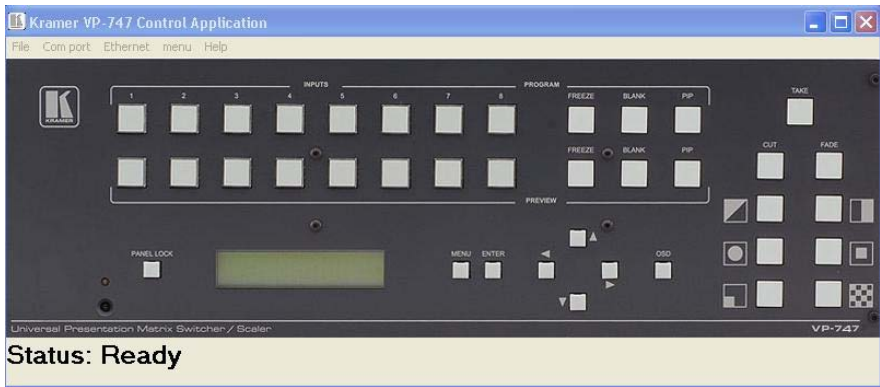 Kramer VP-747 Control Application
File Com port Ethernet menu Help
INPUTS PROGRAM
1 2 3 4 5 6 7 8 FREEZE BLANK PIP TAKE
KRAMER
CUT FADE
FREEZE BLANK PIP
PREVIEW
PANEL LOCK MENU ENTER OSD
Universal Presentation Matrix Switcher / Scaler VP-747
Status: Ready